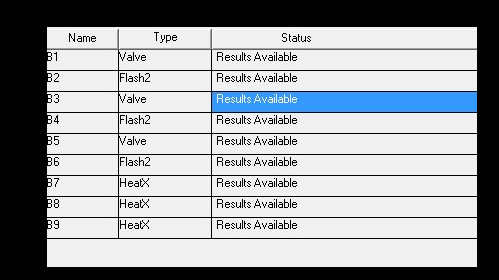 Name Type Status
B1 Valve Results Available
B2 Flash2 Results Available
B3 Valve Results Available
B4 Flash2 Results Available
B5 Valve Results Available
B6 Flash2 Results Available
B7 HeatX Results Available
B8 HeatX Results Available
B9 HeatX Results Available